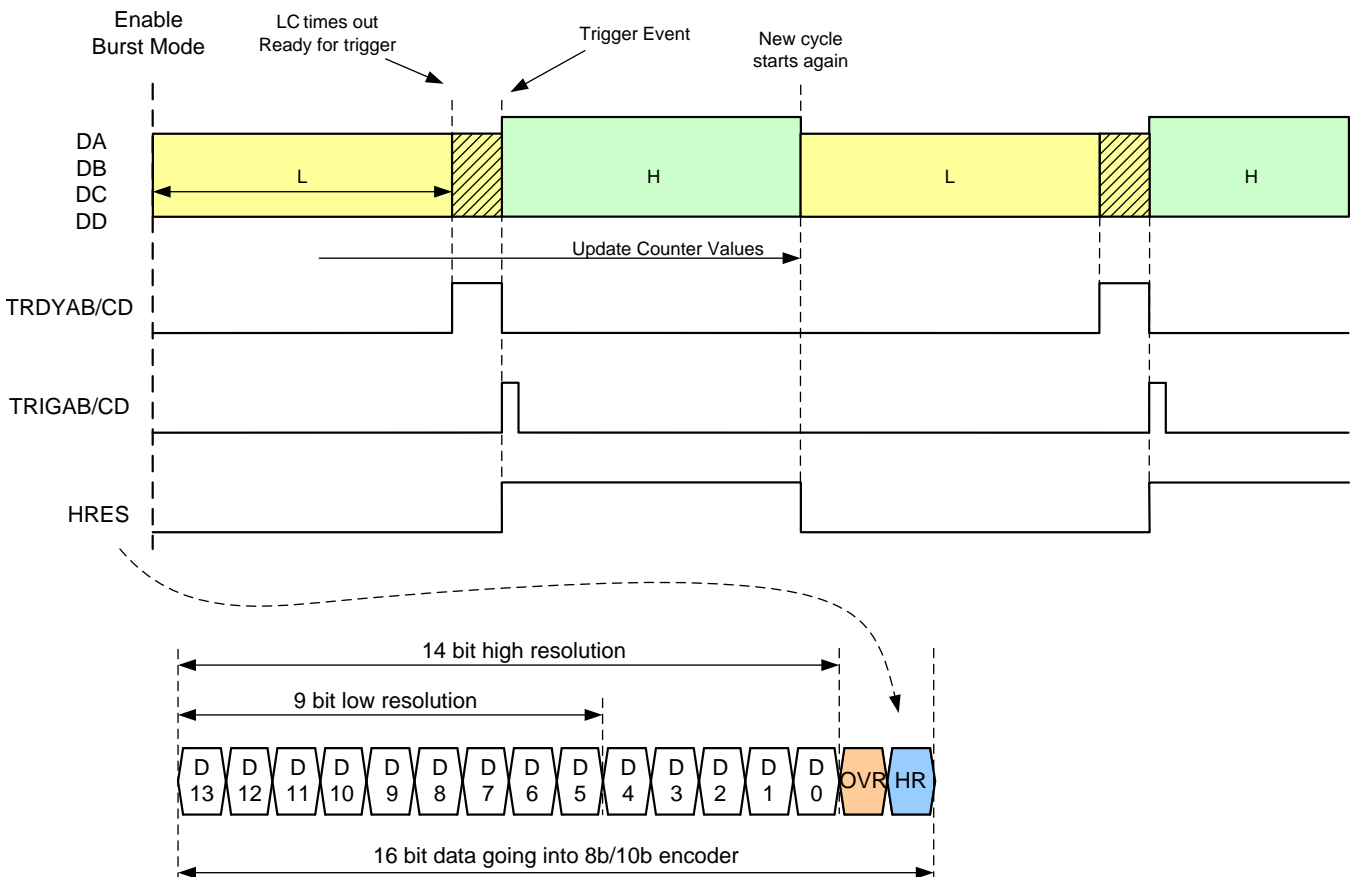 Enable
Burst Mode
LC times out
Ready for trigger
Trigger Event
New cycle
starts again
DA
DB
DC
DD
L
H
L
H
Update Counter Values
TRDYAB/CD
TRIGAB/CD
HRES
14 bit high resolution
9 bit low resolution
D 13
D 12
D 11
D 10
D 9
D 8
D 7
D 6
D 5
D 4
D 3
D 2
D 1
D 0
OVR
HR
16 bit data going into 8b/10b encoder